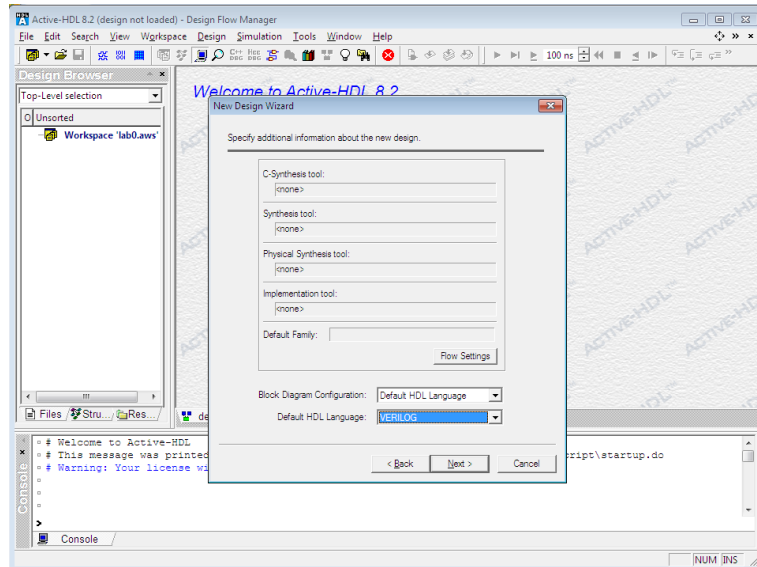 Active-HDL 8.2 (design not loaded) - Design Flow Manager
File Edit Search View Workspace Design Simulation Tools Window Help
100 ns
Design Browser
Top-Level selection
O Unsorted
Workspace 'lab0.aws'
Files
Stru...
Res...
de
Welcome to Active-HDL 8.2
ACTIVE-HDL
New Design Wizard
Specify additional information about the new design.
C-Synthesis tool:
<none>
Synthesis tool:
<none>
Physical Synthesis tool:
<none>
Implementation tool:
<none>
Default Family:
Flow Settings
Block Diagram Configuration: Default HDL Language
Default HDL Language: VERILOG
< Back Next > Cancel
# Welcome to Active-HDL
# This message was printed ript\startup.do
# Warning: Your license wi
>
Console
Console
NUM INS